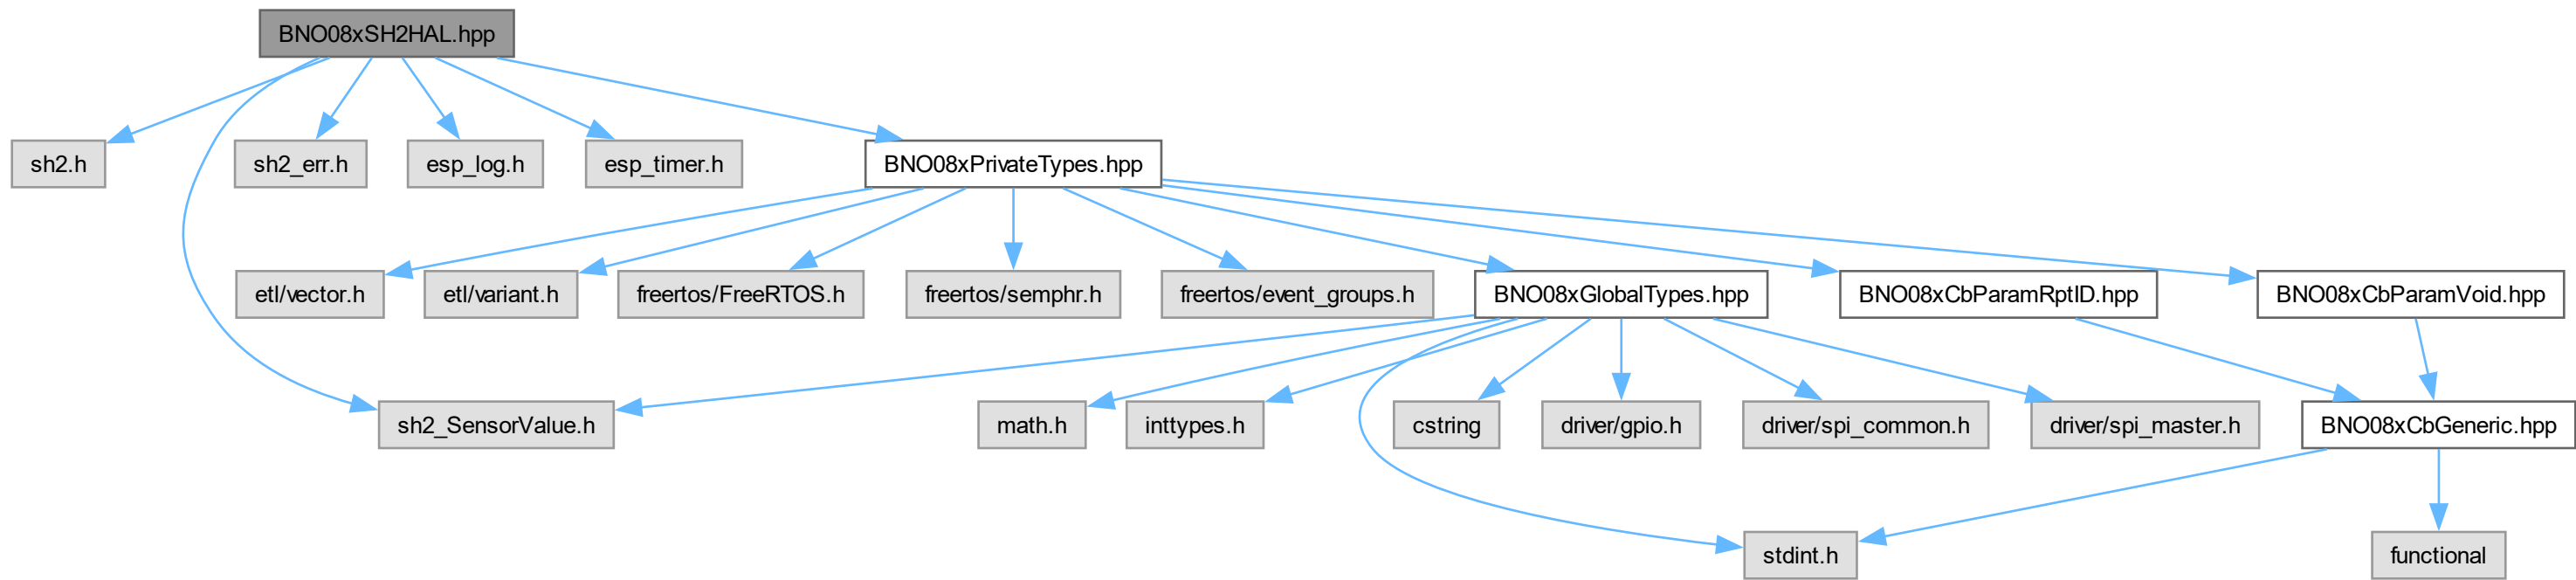 BNO08xSH2HAL.hpp
sh2.h
sh2_err.h
esp_log.h
esp_timer.h
BNO08xPrivateTypes.hpp
etl/vector.h
etl/variant.h
freertos/FreeRTOS.h
freertos/semphr.h
freertos/event_groups.h
BNO08xGlobalTypes.hpp
BNO08xCbParamRptID.hpp
BNO08xCbParamVoid.hpp
sh2_SensorValue.h
math.h
inttypes.h
cstring
driver/gpio.h
driver/spi_common.h
driver/spi_master.h
BNO08xCbGeneric.hpp
stdint.h
functional